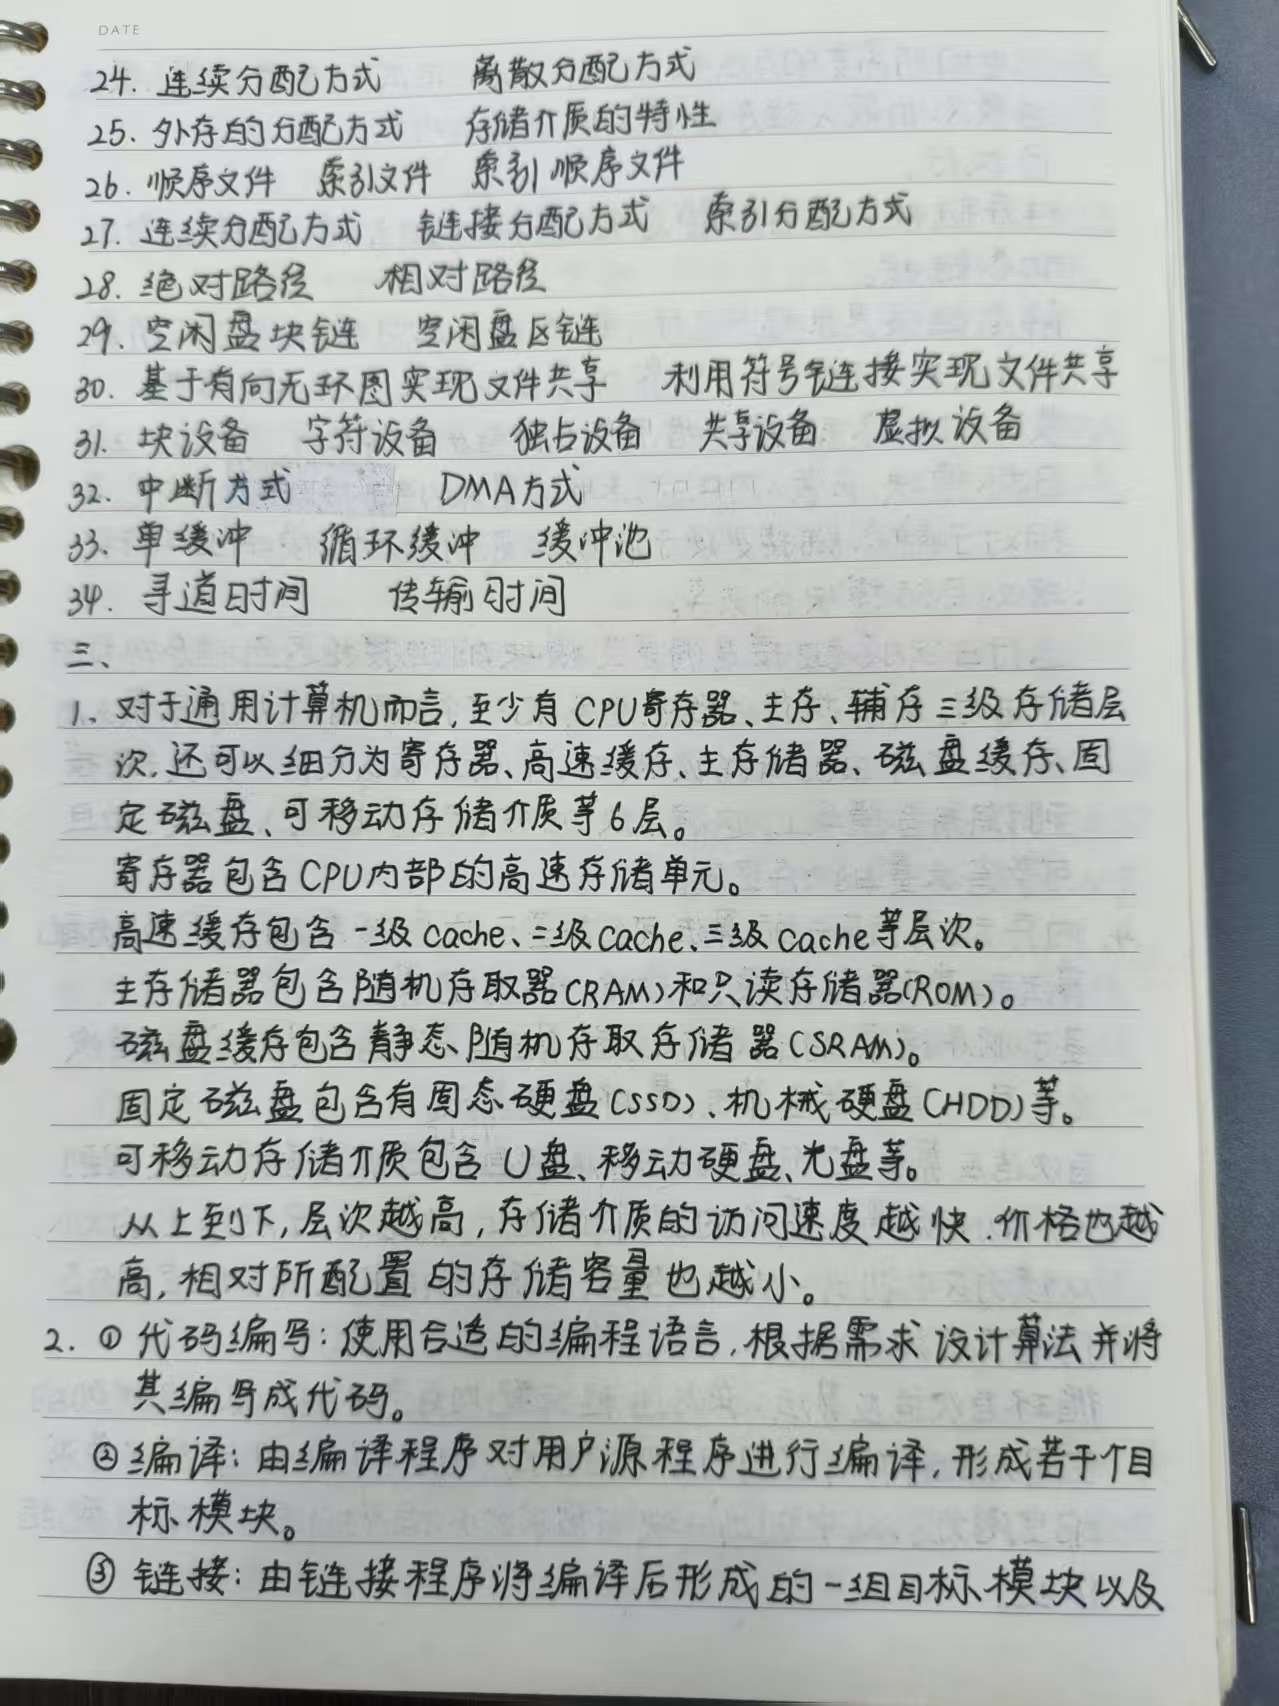 DATE
24. 连续分配方式 离散分配方式
25. 外存的分配方式 存储介质的特性
26. 顺序文件 索引文件 索引顺序文件
27. 连续分配方式 链接分配方式 索引分配方式
28. 绝对路径 相对路径
29. 空闲盘块链 空闲盘区链
30. 基于有向无环图实现文件共享 利用符号链接实现文件共享
31. 块设备 字符设备 独占设备 共享设备 虚拟设备
32. 中断方式 DMA方式
33. 单缓冲 循环缓冲 缓冲池
34. 寻道时间 传输时间
三、
1. 对于通用计算机而言,至少有CPU寄存器、主存、辅存三级存储层
次,还可以细分为寄存器、高速缓存、主存储器、磁盘缓存、固
定磁盘、可移动存储介质等6层。
寄存器包含CPU内部的高速存储单元。
高速缓存包含一级cache、二级cache、三级cache等层次。
主存储器包含随机存取器(RAM)和只读存储器(ROM)。
磁盘缓存包含静态随机存取存储器(SRAM)。
固定磁盘包含有固态硬盘(SSD)、机械硬盘(HDD)等。
可移动存储介质包含U盘、移动硬盘、光盘等。
从上到下,层次越高,存储介质的访问速度越快,价格也越
高,相对所配置的存储容量也越小。
2. ①代码编写:使用合适的编程语言,根据需求设计算法并将
其编写成代码。
②编译:由编译程序对用户源程序进行编译,形成若干个目
标模块。
③链接:由链接程序将编译后形成的一组目标模块以及